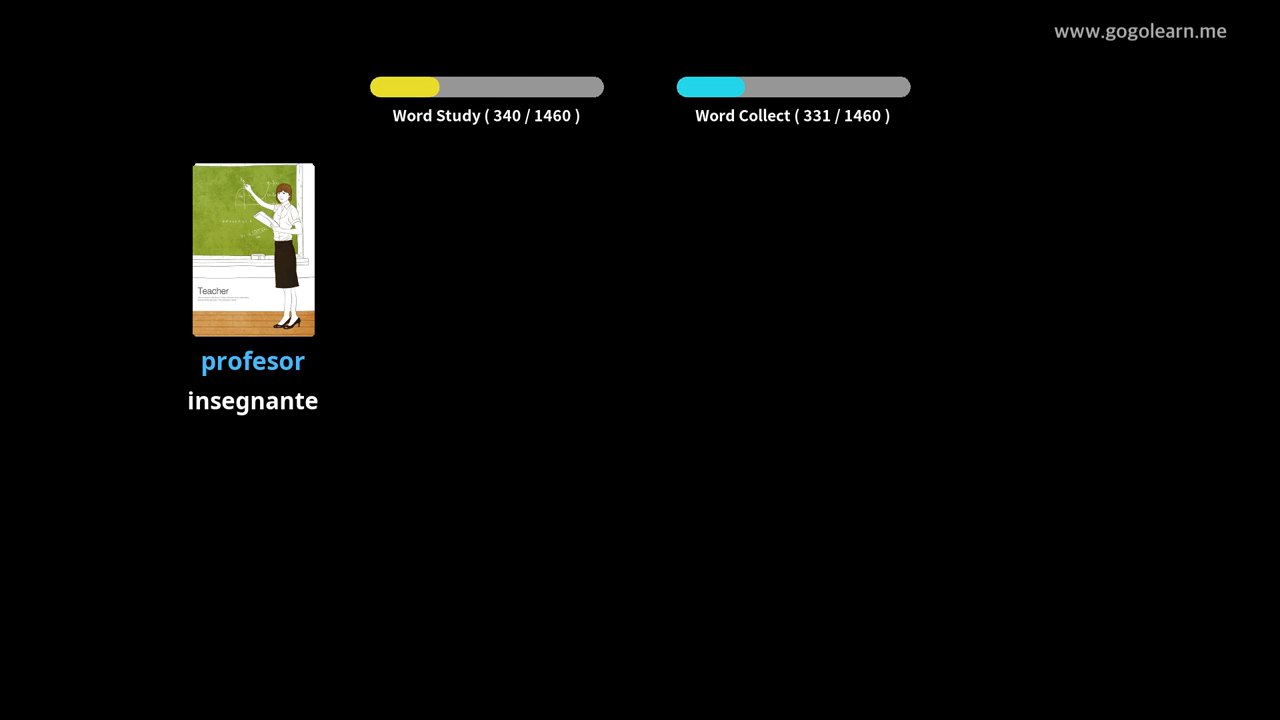 www.gogolearn.me
Word Study ( 340 / 1460 )
Word Collect ( 331 / 1460 )
Teacher
profesor
insegnante